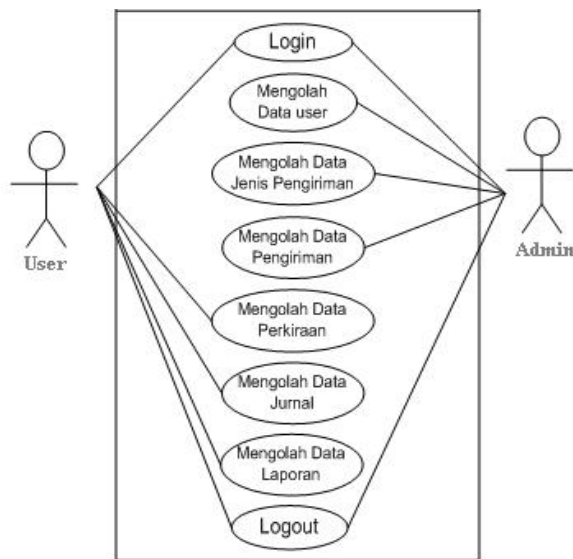 Login
Mengolah
Data user
Mengolah Data
Jenis Pengiriman
Mengolah Data
Pengiriman
User
Admin
Mengolah Data
Perkiraan
Mengolah Data
Jurnal
Mengolah Data
Laporan
Logout